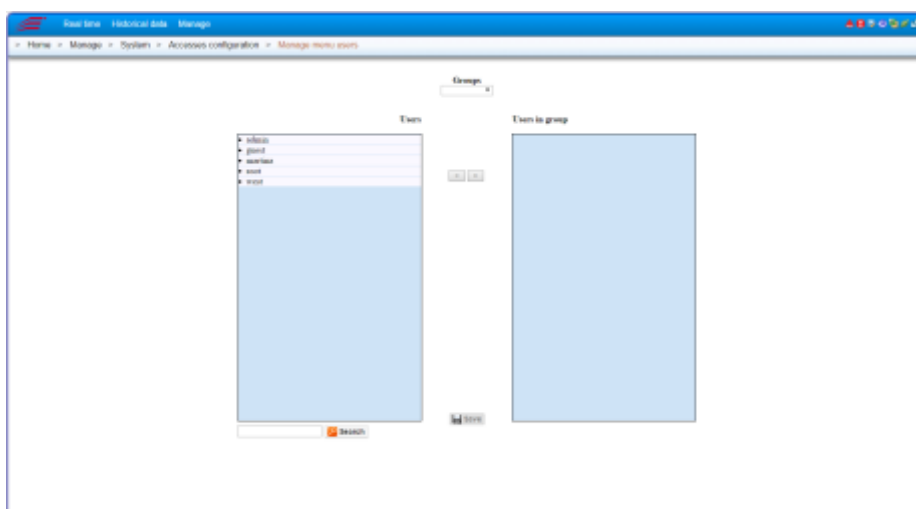 Real time Historical data Manage
» Home » Manage » System » Accesses configuration » Manage menu users
Groups
Users Users in group
guest
Save
Search